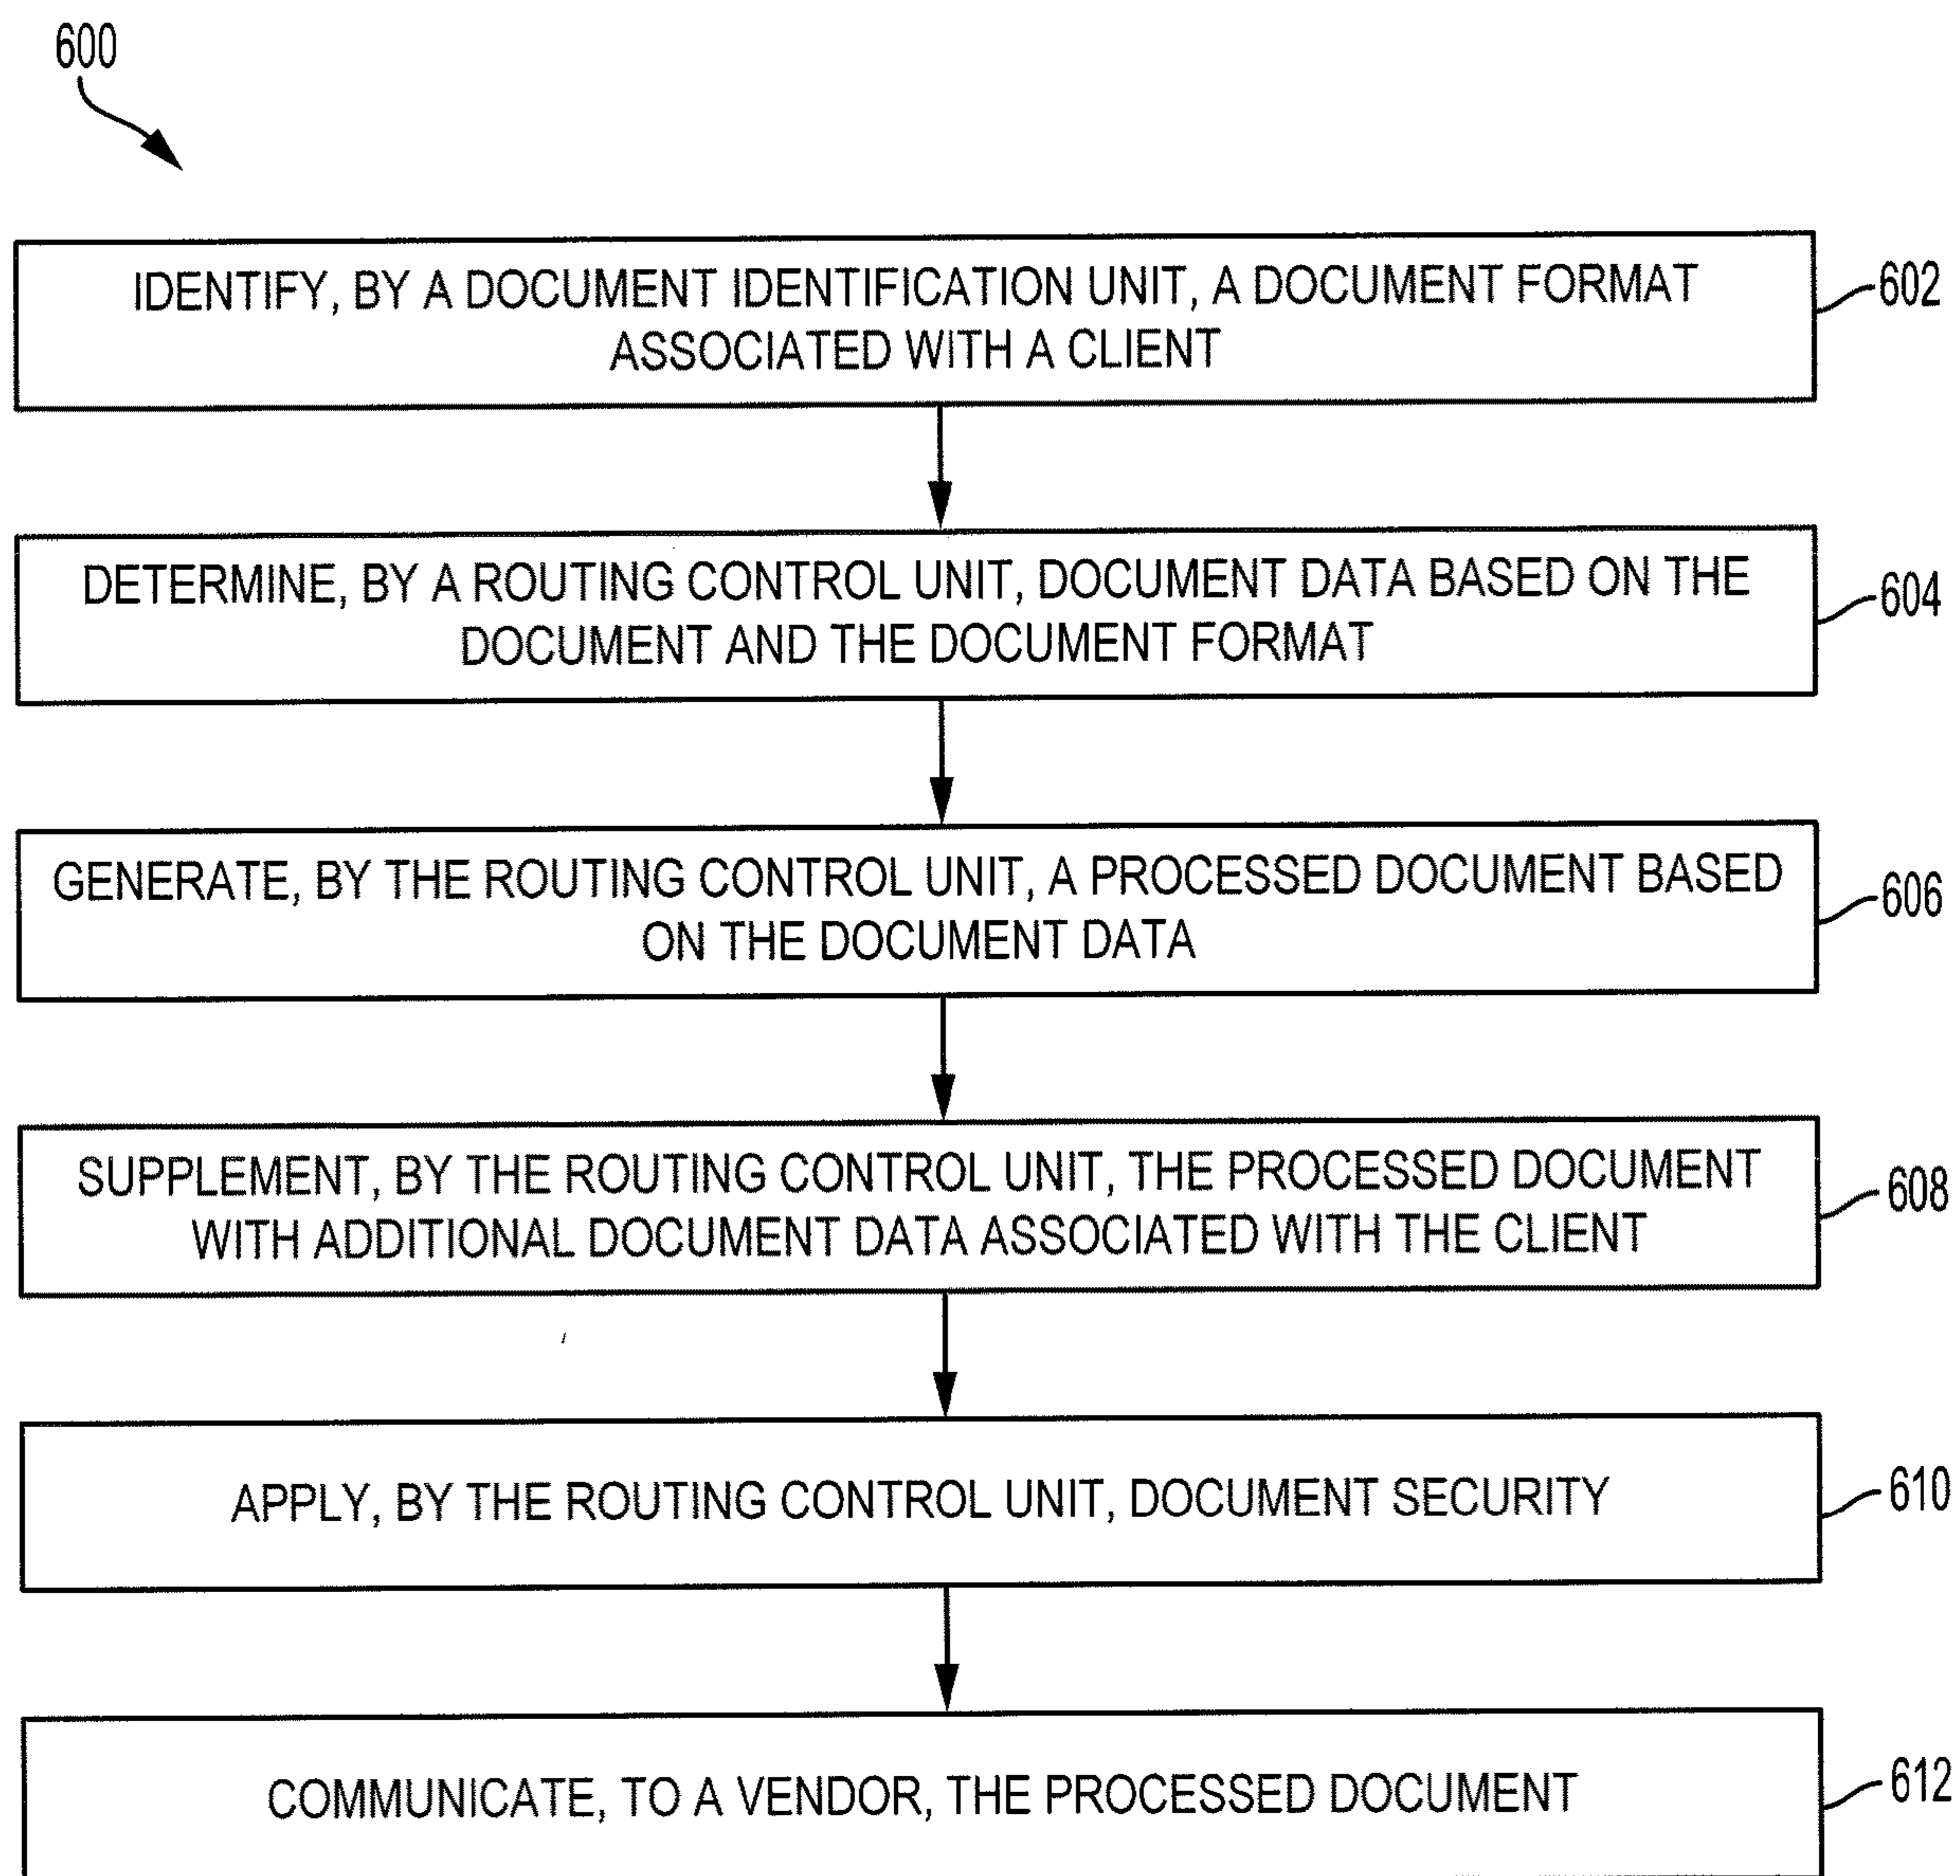 600
IDENTIFY, BY A DOCUMENT IDENTIFICATION UNIT, A DOCUMENT FORMAT
ASSOCIATED WITH A CLIENT
602
DETERMINE, BY A ROUTING CONTROL UNIT, DOCUMENT DATA BASED ON THE
DOCUMENT AND THE DOCUMENT FORMAT
604
GENERATE, BY THE ROUTING CONTROL UNIT, A PROCESSED DOCUMENT BASED
ON THE DOCUMENT DATA
606
SUPPLEMENT, BY THE ROUTING CONTROL UNIT, THE PROCESSED DOCUMENT
WITH ADDITIONAL DOCUMENT DATA ASSOCIATED WITH THE CLIENT
608
APPLY, BY THE ROUTING CONTROL UNIT, DOCUMENT SECURITY
610
COMMUNICATE, TO A VENDOR, THE PROCESSED DOCUMENT
612